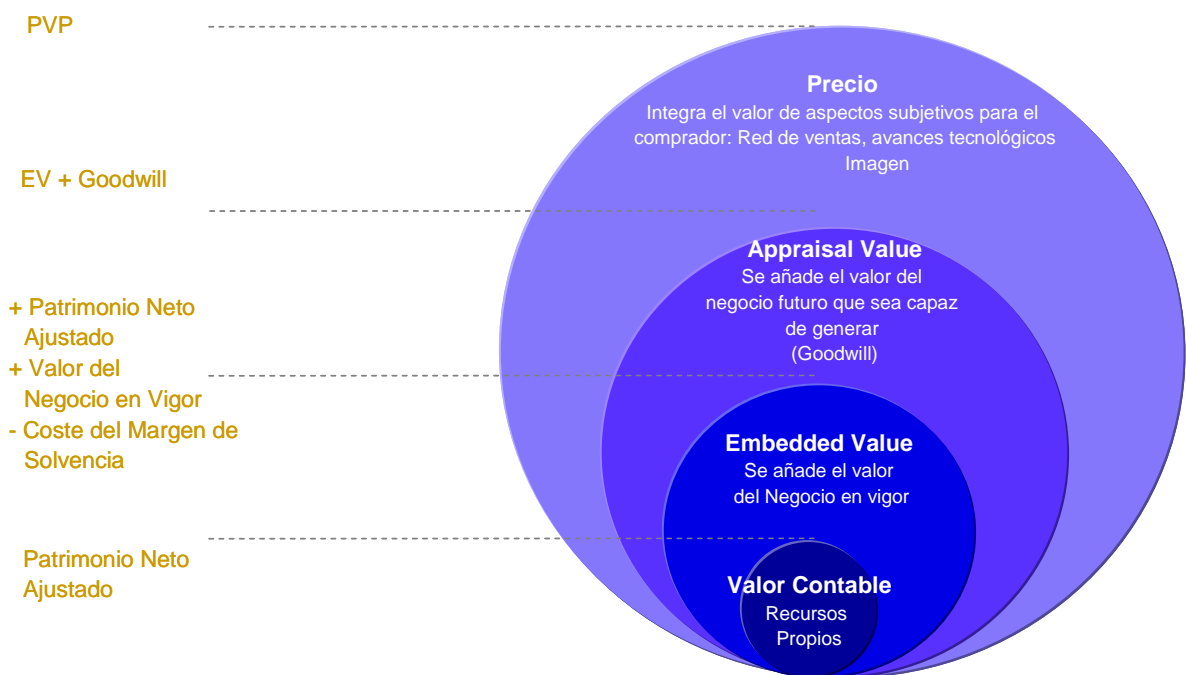 PVP
Precio
Integra el valor de aspectos subjetivos para el
comprador: Red de ventas, avances tecnológicos
Imagen
EV + Goodwill
Appraisal Value
Se añade el valor del
negocio futuro que sea capaz
de generar
(Goodwill)
+ Patrimonio Neto
Ajustado
+ Valor del
Negocio en Vigor
- Coste del Margen de
Solvencia
Embedded Value
Se añade el valor
del Negocio en vigor
Patrimonio Neto
Ajustado
Valor Contable
Recursos
Propios